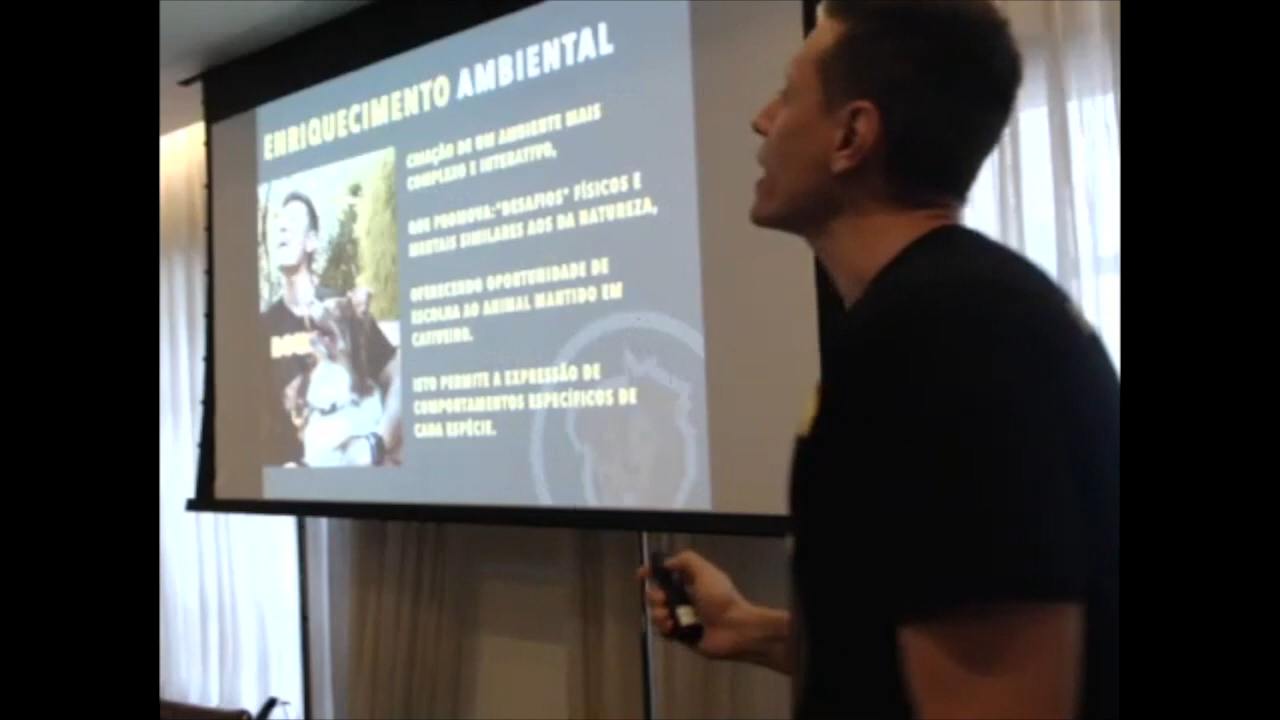 ENRIQUECIMENTO AMBIENTAL
CRIAÇÃO DE UM AMBIENTE MAIS
COMPLEXO E INTERATIVO,
QUE PROMOVA:"DESAFIOS" FÍSICOS E
MENTAIS SIMILARES AOS DA NATUREZA,
OFERECENDO OPORTUNIDADE DE
ESCOLHA AO ANIMAL MANTIDO EM
CATIVEIRO.
ISTO PERMITE A EXPRESSÃO DE
COMPORTAMENTOS ESPECÍFICOS DE
CADA ESPÉCIE.